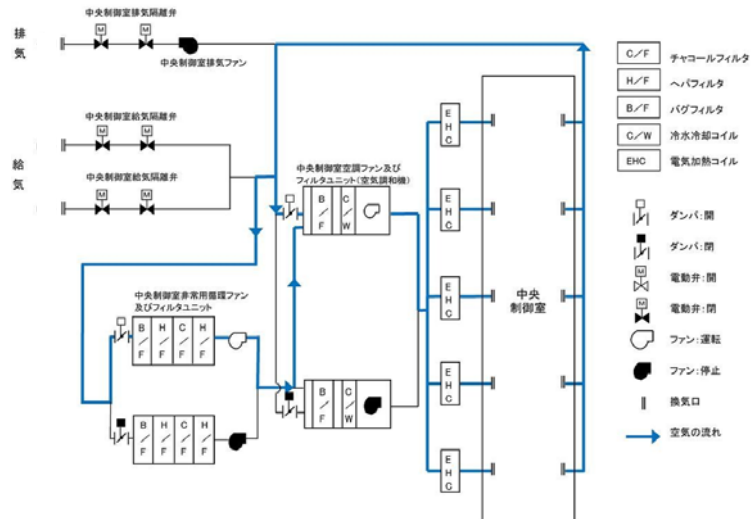 排気
中央制御室排気隔離弁
M M
中央制御室排気ファン
給気
中央制御室給気隔離弁
M M
中央制御室給気隔離弁
M M
中央制御室空調ファン及び
フィルタユニット(空気調和機)
B/F C/W
中央制御室非常用循環ファン
及びフィルタユニット
B/F H/F C/F H/F
B/F H/F C/F H/F
B/F C/W
EHC
EHC
EHC
EHC
EHC
中央
制御室
C/F チャコールフィルタ
H/F ヘパフィルタ
B/F バグフィルタ
C/W 冷水冷却コイル
EHC 電気加熱コイル
ダンパ:開
ダンパ:閉
M 電動弁:開
M 電動弁:閉
ファン:運転
ファン:停止
換気口
空気の流れ